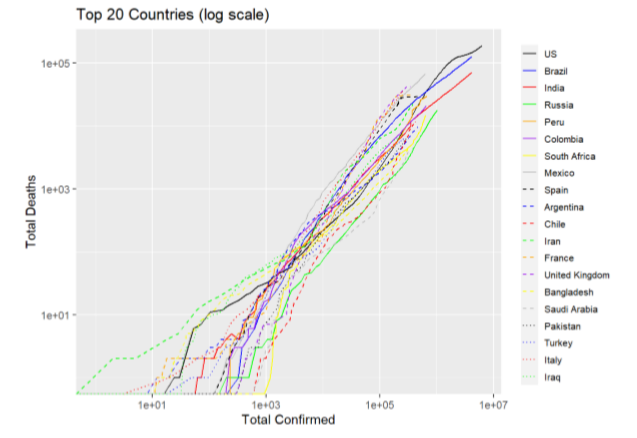 Top 20 Countries (log scale)
Total Deaths
1e+05
1e+03
1e+01
1e+01
1e+03
1e+05
1e+07
Total Confirmed
US
Brazil
India
Russia
Peru
Colombia
South Africa
Mexico
Spain
Argentina
Chile
Iran
France
United Kingdom
Bangladesh
Saudi Arabia
Pakistan
Turkey
Italy
Iraq